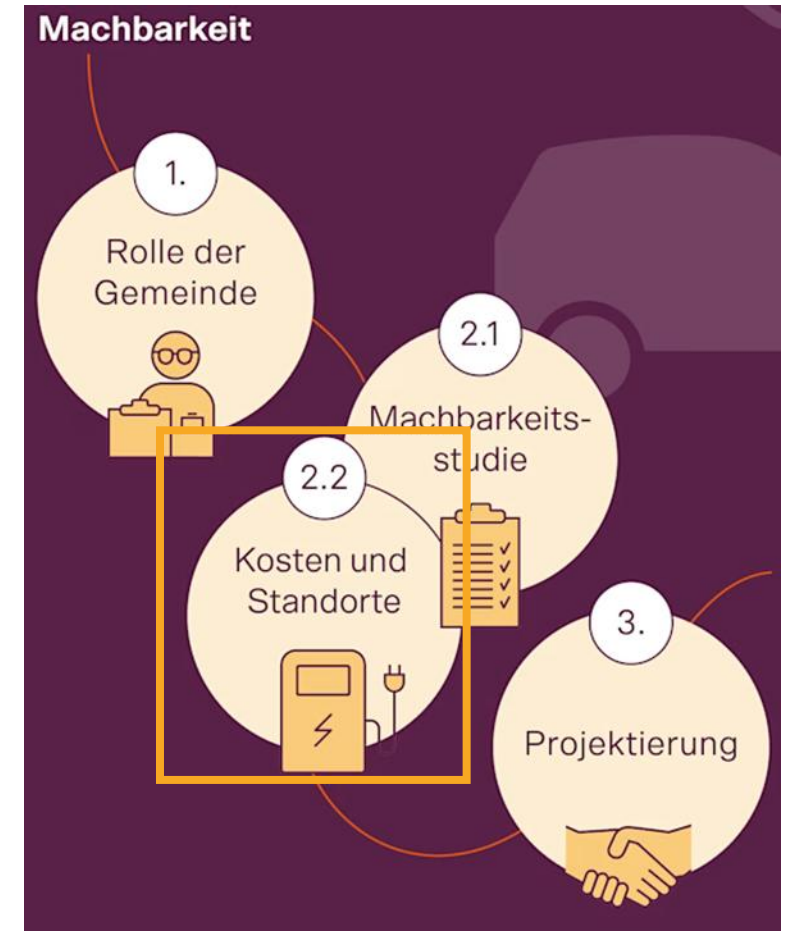 Machbarkeit
1.
Rolle der
Gemeinde
2.1
Machbarkeits-
studie
2.2
Kosten und
Standorte
3.
Projektierung